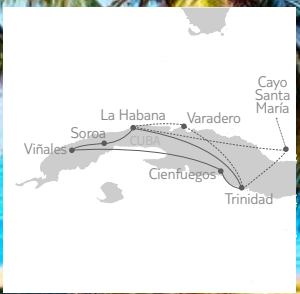 Cayo
Santa
María
La Habana
Varadero
Soroa
CUBA
Viñales
Cienfuegos
Trinidad